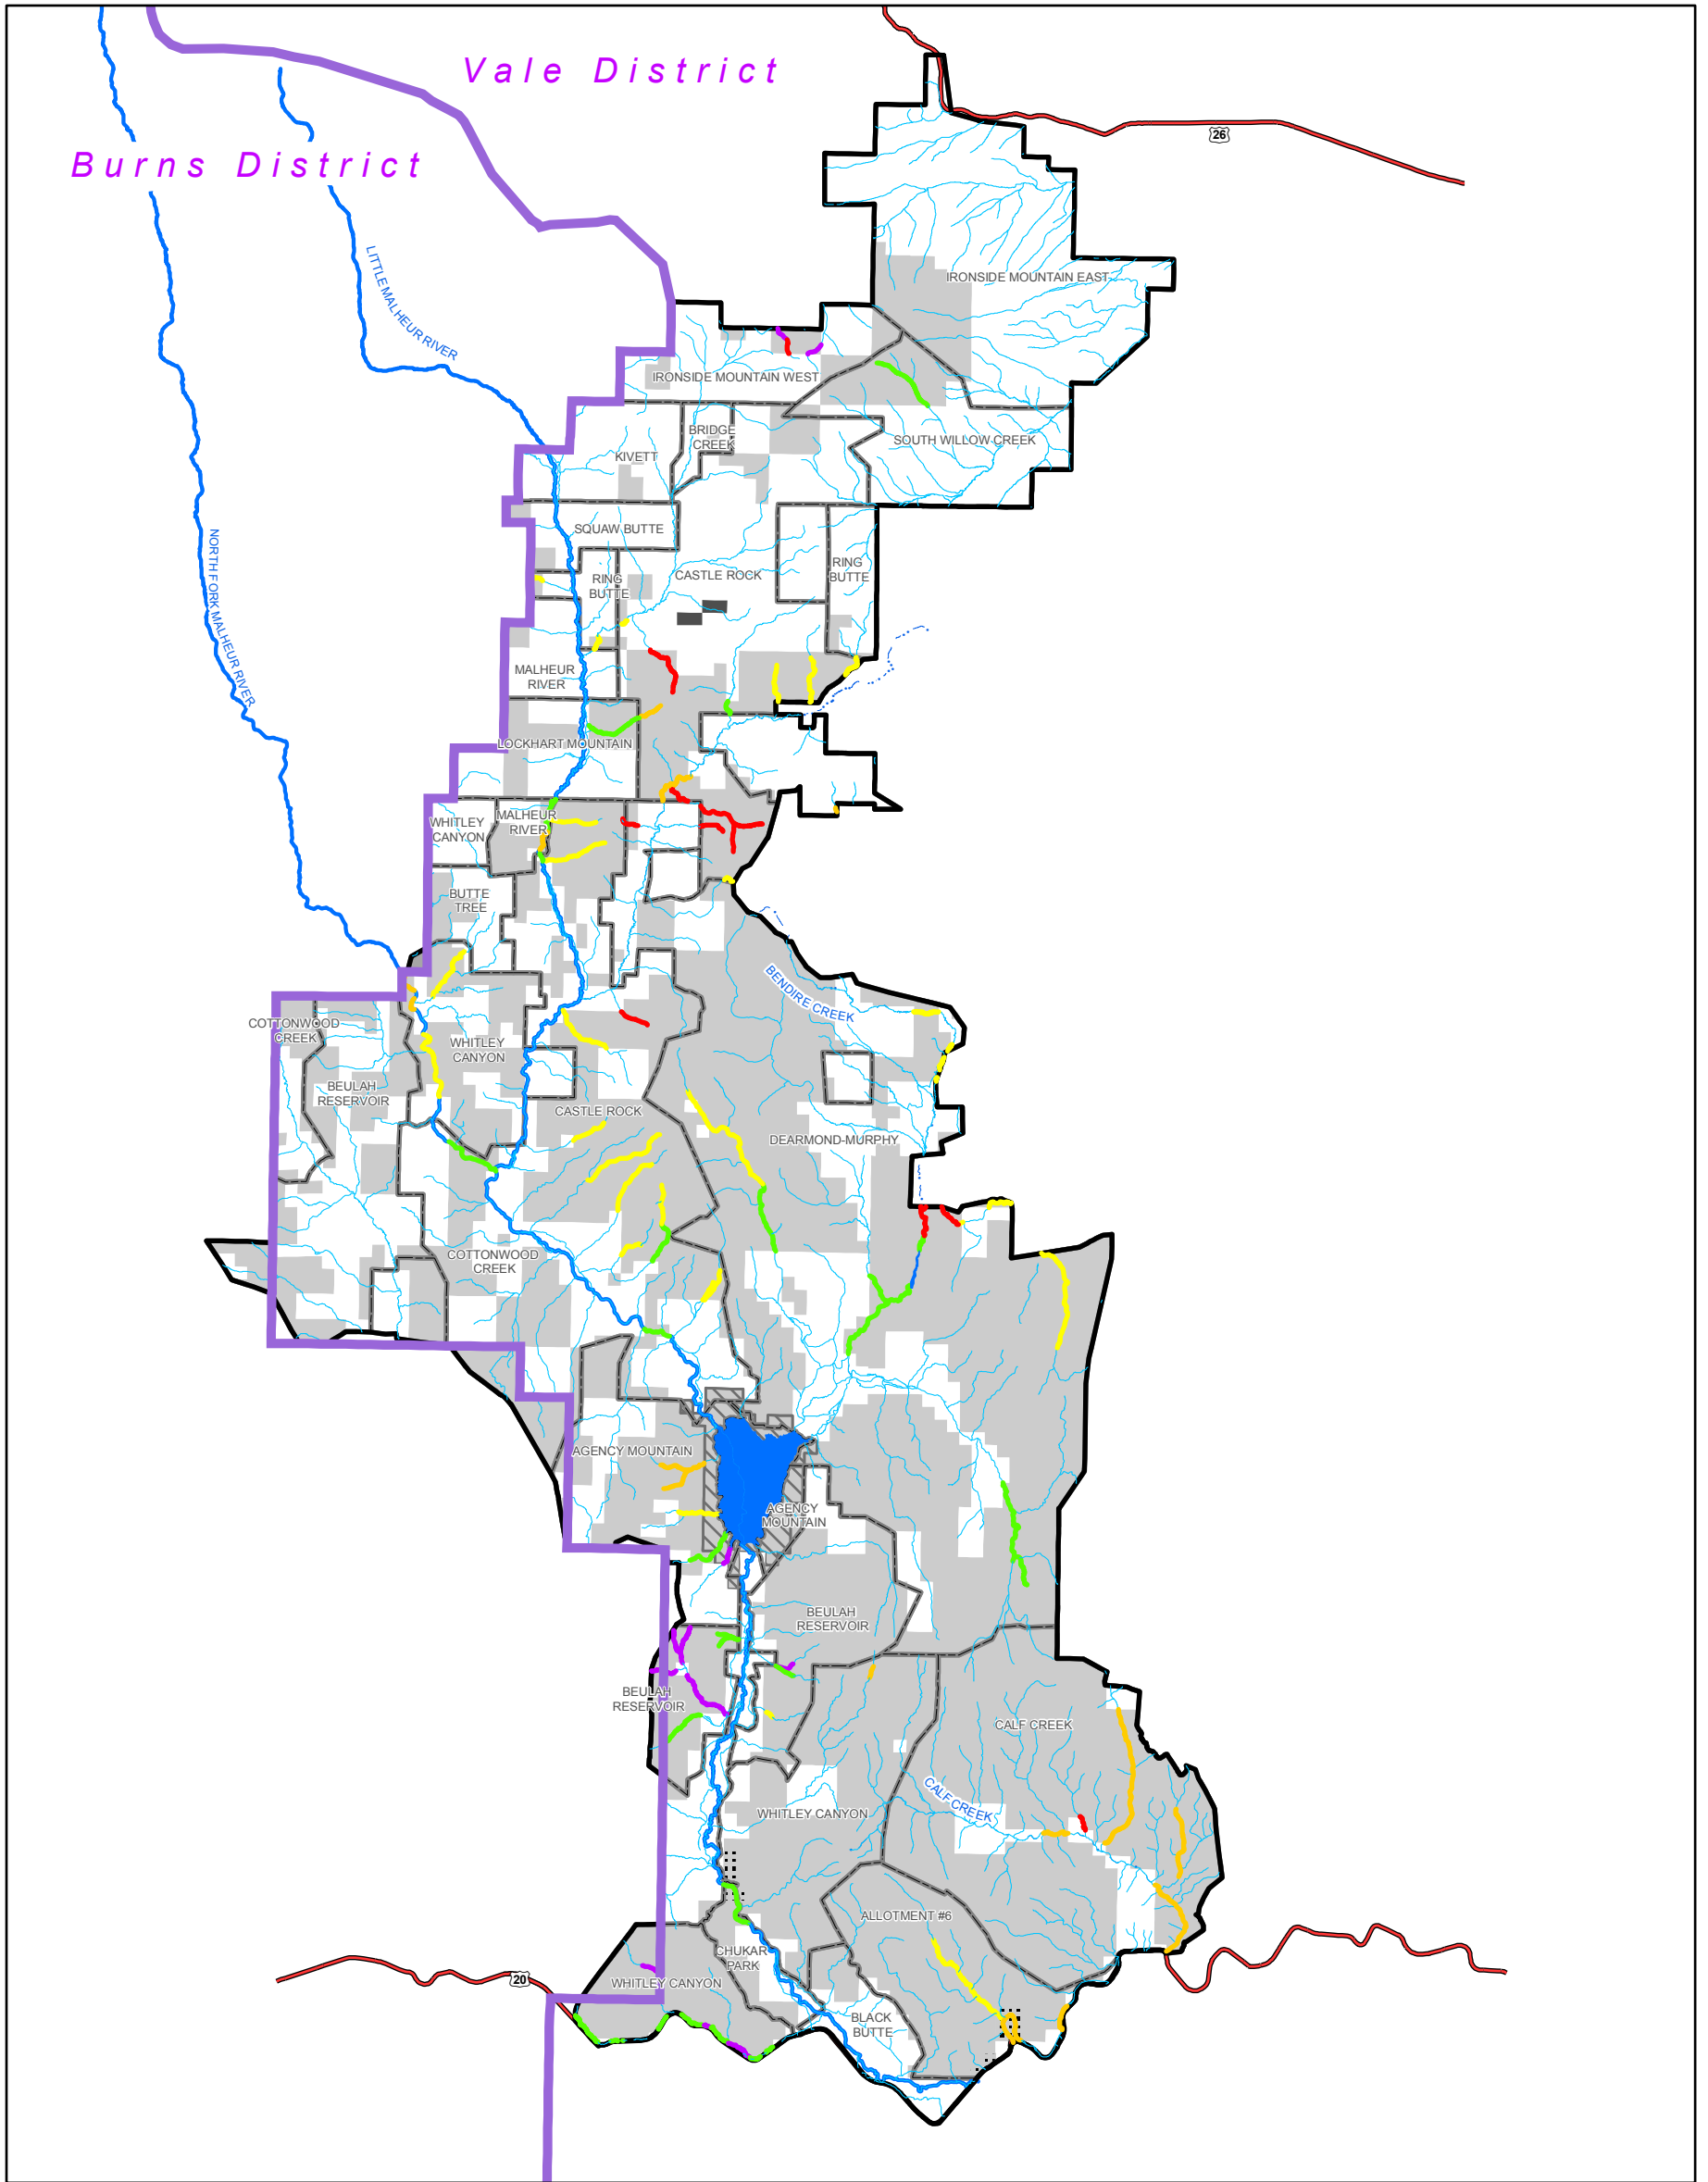 Vale District
26
Burns District
LITTLE MALHEUR RIVER
IRONSIDE MOUNTAIN EAST
IRONSIDE MOUNTAIN WEST
BRIDGE
CREEK
SOUTH WILLOW CREEK
KIVETT
SQUAW BUTTE
NORTH FORK MALHEUR RIVER
RING
BUTTE
CASTLE ROCK
RING
BUTTE
MALHEUR
RIVER
LOCKHART MOUNTAIN
WHITLEY
CANYON
MALHEUR
RIVER
BUTTE
TREE
BENDIRE CREEK
COTTONWOOD
CREEK
WHITLEY
CANYON
BEULAH
RESERVOIR
CASTLE ROCK
DEARMOND-MURPHY
COTTONWOOD
CREEK
AGENCY MOUNTAIN
AGENCY
MOUNTAIN
BEULAH
RESERVOIR
BEULAH
RESERVOIR
CALF CREEK
CALF CREEK
WHITLEY CANYON
ALLOTMENT #6
CHUKAR
PARK
20
WHITLEY CANYON
BLACK
BUTTE